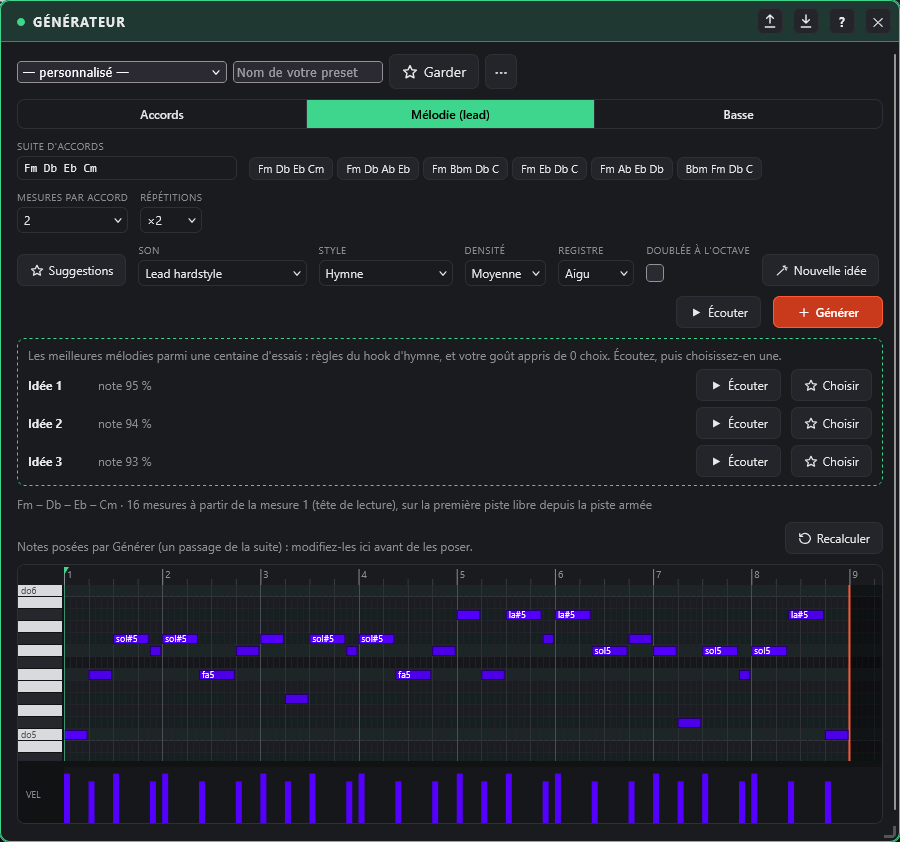 GÉNÉRATEUR ?
— personnalisé — Nom de votre preset Garder ...
Accords Mélodie (lead) Basse
SUITE D'ACCORDS
Fm Db Eb Cm Fm Db Eb Cm Fm Db Ab Eb Fm Bbm Db C Fm Eb Db C Fm Ab Eb Db Bbm Fm Db C
MESURES PAR ACCORD RÉPÉTITIONS
2 ×2
SON STYLE DENSITÉ REGISTRE DOUBLÉE À L'OCTAVE
Suggestions Lead hardstyle Hymne Moyenne Aigu Nouvelle idée
Écouter + Générer
Les meilleures mélodies parmi une centaine d'essais : règles du hook d'hymne, et votre goût appris de 0 choix. Écoutez, puis choisissez-en une.
Idée 1 note 95 % Écouter Choisir
Idée 2 note 94 % Écouter Choisir
Idée 3 note 93 % Écouter Choisir
Fm – Db – Eb – Cm · 16 mesures à partir de la mesure 1 (tête de lecture), sur la première piste libre depuis la piste armée
Notes posées par Générer (un passage de la suite) : modifiez-les ici avant de les poser. Recalculer
1 2 3 4 5 6 7 8 9
do6
la#5 la#5 la#5
sol#5 sol#5 sol#5 sol#5
sol5 sol5 sol5
fa5 fa5
do5
VEL